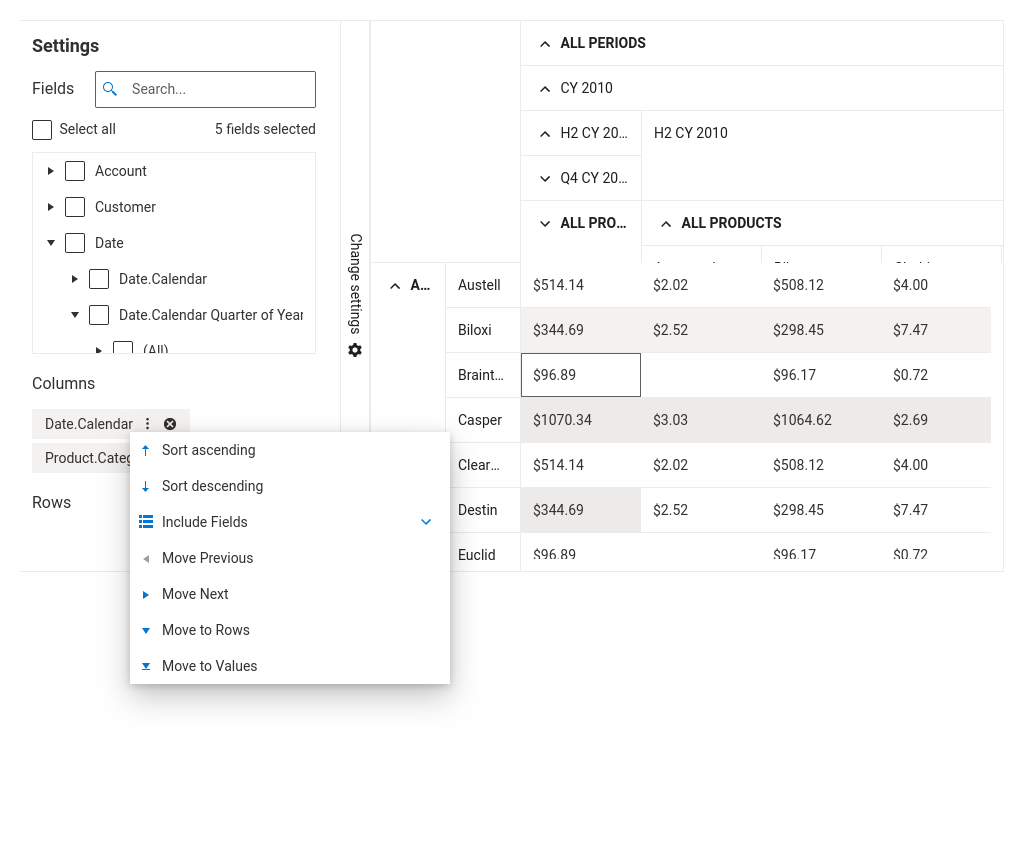 Settings
Fields
Search...
Select all
5 fields selected
Account
Customer
Date
Date.Calendar
Date.Calendar Quarter of Year
(All)
Columns
Date.Calendar
Product.Categ
Rows
Sort ascending
Sort descending
Include Fields
Move Previous
Move Next
Move to Rows
Move to Values
Change settings
ALL PERIODS
CY 2010
H2 CY 20... H2 CY 2010
Q4 CY 20...
ALL PRO... ALL PRODUCTS
A... Austell $514.14 $2.02 $508.12 $4.00
Biloxi $344.69 $2.52 $298.45 $7.47
Braint... $96.89 $96.17 $0.72
Casper $1070.34 $3.03 $1064.62 $2.69
Clear... $514.14 $2.02 $508.12 $4.00
Destin $344.69 $2.52 $298.45 $7.47
Euclid $96.89 $96.17 $0.72